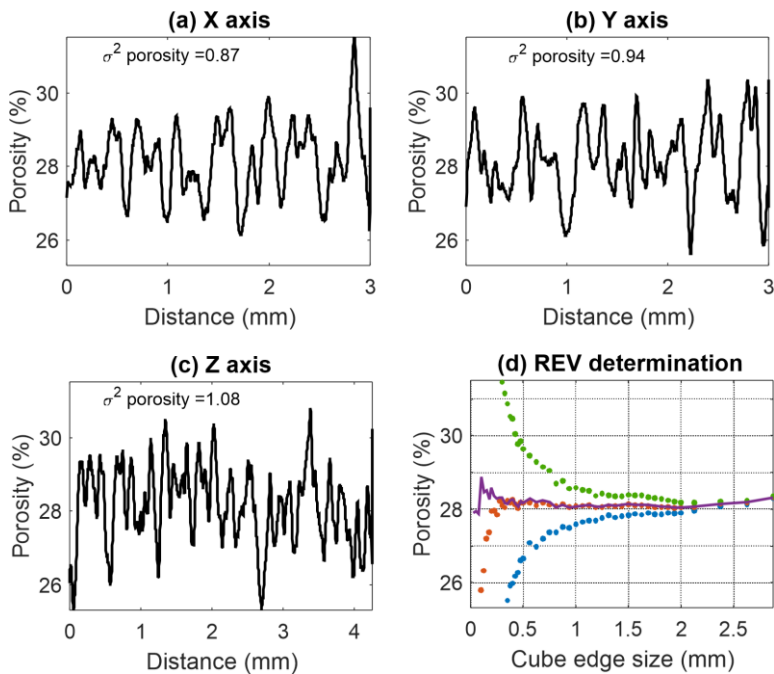 (a) X axis
σ² porosity =0.87
Porosity (%)
30
28
26
0 1 2 3
Distance (mm)
(b) Y axis
σ² porosity =0.94
Porosity (%)
30
28
26
0 1 2 3
Distance (mm)
(c) Z axis
σ² porosity =1.08
Porosity (%)
30
28
26
0 1 2 3 4
Distance (mm)
(d) REV determination
Porosity (%)
30
28
26
0 0.5 1 1.5 2 2.5
Cube edge size (mm)